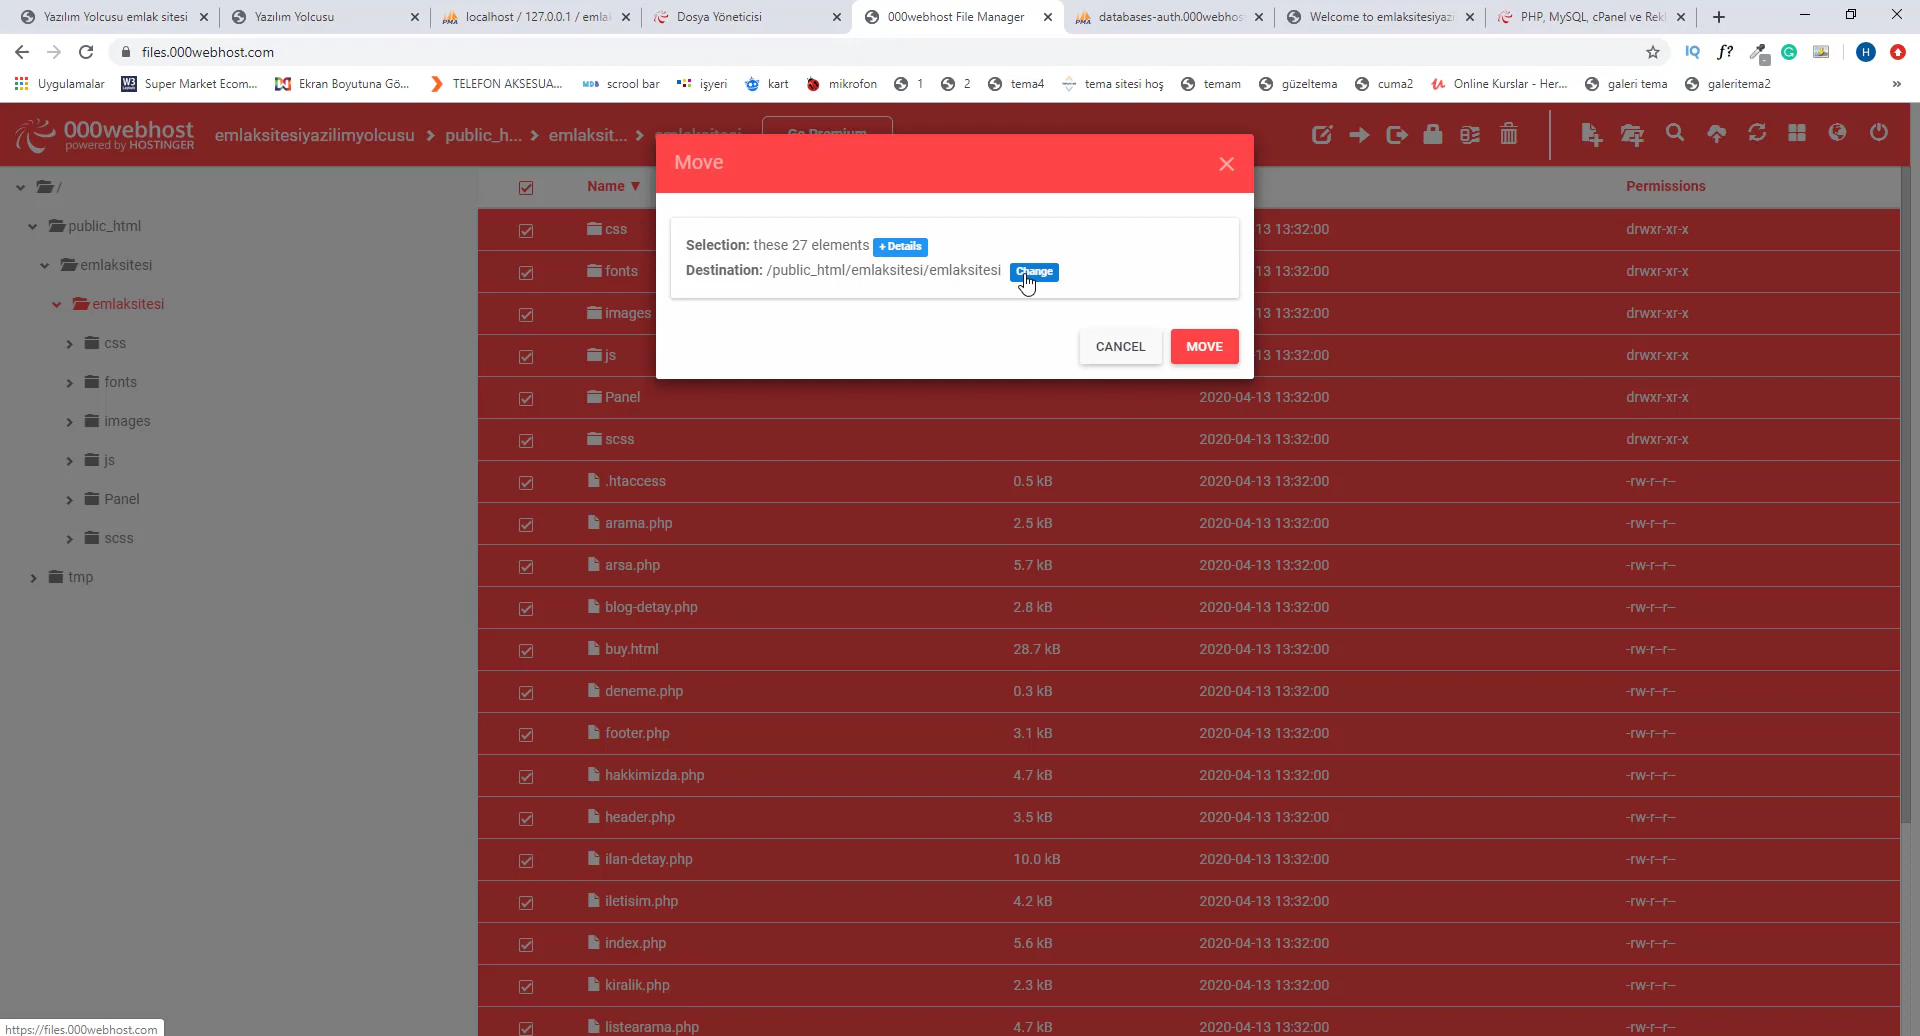 Yazılım Yolcusu emlak sitesi
Yazılım Yolcusu
localhost / 127.0.0.1 / emla
Dosya Yöneticisi
000webhost File Manager
databases-auth.000webhos
Welcome to emlaksitesiyazi
PHP, MySQL, cPanel ve Rekl
files.000webhost.com
IQ
f?
H
Uygulamalar
W3
Super Market Ecom...
Ekran Boyutuna Gö...
TELEFON AKSESUA...
MDB
scrool bar
işyeri
kart
mikrofon
1
2
tema4
tema sitesi hoş
temam
güzeltema
cuma2
Online Kurslar - Her...
galeri tema
galeritema2
»
000webhost
powered by HOSTINGER
emlaksitesiyazilimyolcusu > public_h... > emlaksit... > emlaksitesi
Go Premium
Move
Selection: these 27 elements + Details
Destination: /public_html/emlaksitesi/emlaksitesi Change
CANCEL
MOVE
/
public_html
emlaksitesi
emlaksitesi
css
fonts
images
js
Panel
scss
tmp
Name ▼
Permissions
css 13 13:32:00 drwxr-xr-x
fonts 13 13:32:00 drwxr-xr-x
images 13 13:32:00 drwxr-xr-x
js 13 13:32:00 drwxr-xr-x
Panel 2020-04-13 13:32:00 drwxr-xr-x
scss 2020-04-13 13:32:00 drwxr-xr-x
.htaccess 0.5 kB 2020-04-13 13:32:00 -rw-r--r--
arama.php 2.5 kB 2020-04-13 13:32:00 -rw-r--r--
arsa.php 5.7 kB 2020-04-13 13:32:00 -rw-r--r--
blog-detay.php 2.8 kB 2020-04-13 13:32:00 -rw-r--r--
buy.html 28.7 kB 2020-04-13 13:32:00 -rw-r--r--
deneme.php 0.3 kB 2020-04-13 13:32:00 -rw-r--r--
footer.php 3.1 kB 2020-04-13 13:32:00 -rw-r--r--
hakkimizda.php 4.7 kB 2020-04-13 13:32:00 -rw-r--r--
header.php 3.5 kB 2020-04-13 13:32:00 -rw-r--r--
ilan-detay.php 10.0 kB 2020-04-13 13:32:00 -rw-r--r--
iletisim.php 4.2 kB 2020-04-13 13:32:00 -rw-r--r--
index.php 5.6 kB 2020-04-13 13:32:00 -rw-r--r--
kiralik.php 2.3 kB 2020-04-13 13:32:00 -rw-r--r--
listearama.php 4.7 kB 2020-04-13 13:32:00 -rw-r--r--
https://files.000webhost.com